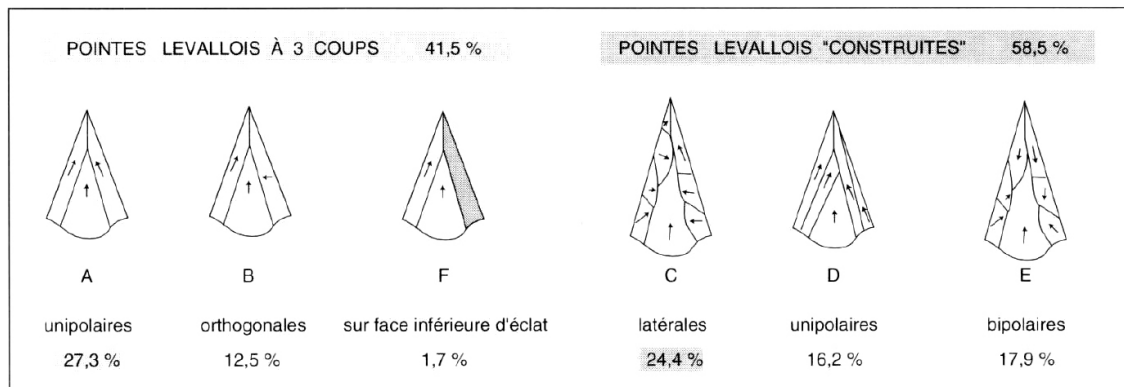 POINTES LEVALLOIS À 3 COUPS 41,5 % POINTES LEVALLOIS "CONSTRUITES" 58,5 %
A B F C D E
unipolaires orthogonales sur face inférieure d'éclat latérales unipolaires bipolaires
27,3 % 12,5 % 1,7 % 24,4 % 16,2 % 17,9 %